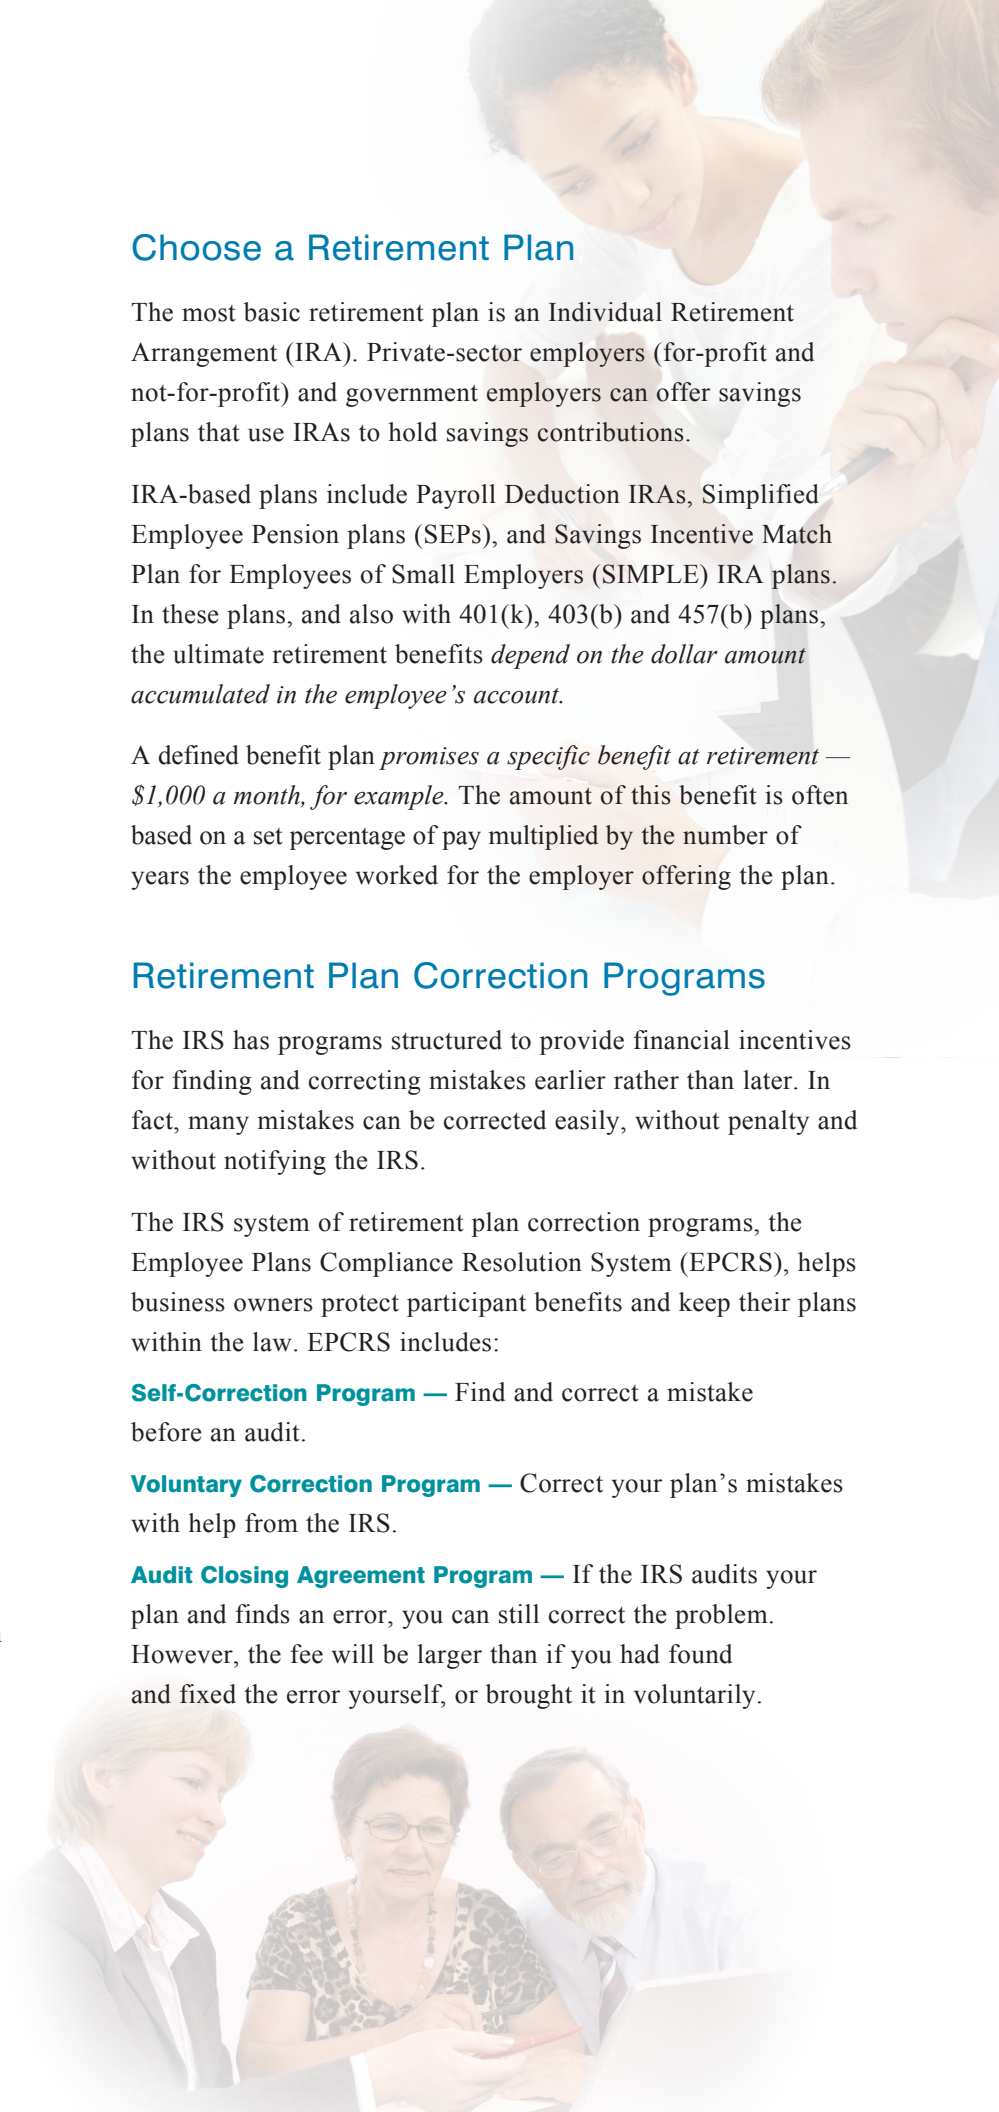 Choose a Retirement Plan
The most basic retirement plan is an Individual Retirement
Arrangement (IRA). Private-sector employers (for-profit and
not-for-profit) and government employers can offer savings
plans that use IRAs to hold savings contributions.
IRA-based plans include Payroll Deduction IRAs, Simplified
Employee Pension plans (SEPs), and Savings Incentive Match
Plan for Employees of Small Employers (SIMPLE) IRA plans.
In these plans, and also with 401(k), 403(b) and 457(b) plans,
the ultimate retirement benefits depend on the dollar amount
accumulated in the employee’s account.
A defined benefit plan promises a specific benefit at retirement —
$1,000 a month, for example. The amount of this benefit is often
based on a set percentage of pay multiplied by the number of
years the employee worked for the employer offering the plan.
Retirement Plan Correction Programs
The IRS has programs structured to provide financial incentives
for finding and correcting mistakes earlier rather than later. In
fact, many mistakes can be corrected easily, without penalty and
without notifying the IRS.
The IRS system of retirement plan correction programs, the
Employee Plans Compliance Resolution System (EPCRS), helps
business owners protect participant benefits and keep their plans
within the law. EPCRS includes:
Self-Correction Program — Find and correct a mistake
before an audit.
Voluntary Correction Program — Correct your plan’s mistakes
with help from the IRS.
Audit Closing Agreement Program — If the IRS audits your
plan and finds an error, you can still correct the problem.
However, the fee will be larger than if you had found
and fixed the error yourself, or brought it in voluntarily.